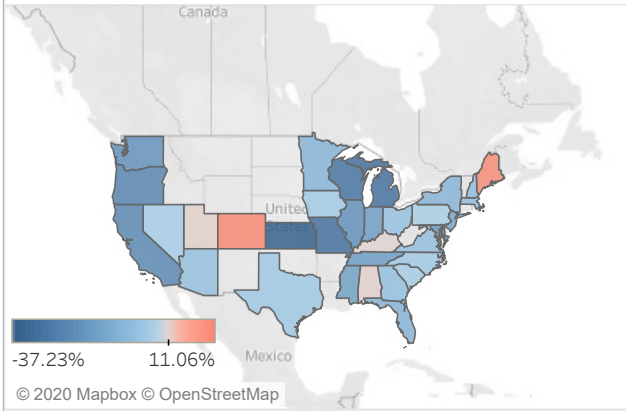 Canada
United
States
Mexico
-37.23% 11.06%
© 2020 Mapbox © OpenStreetMap